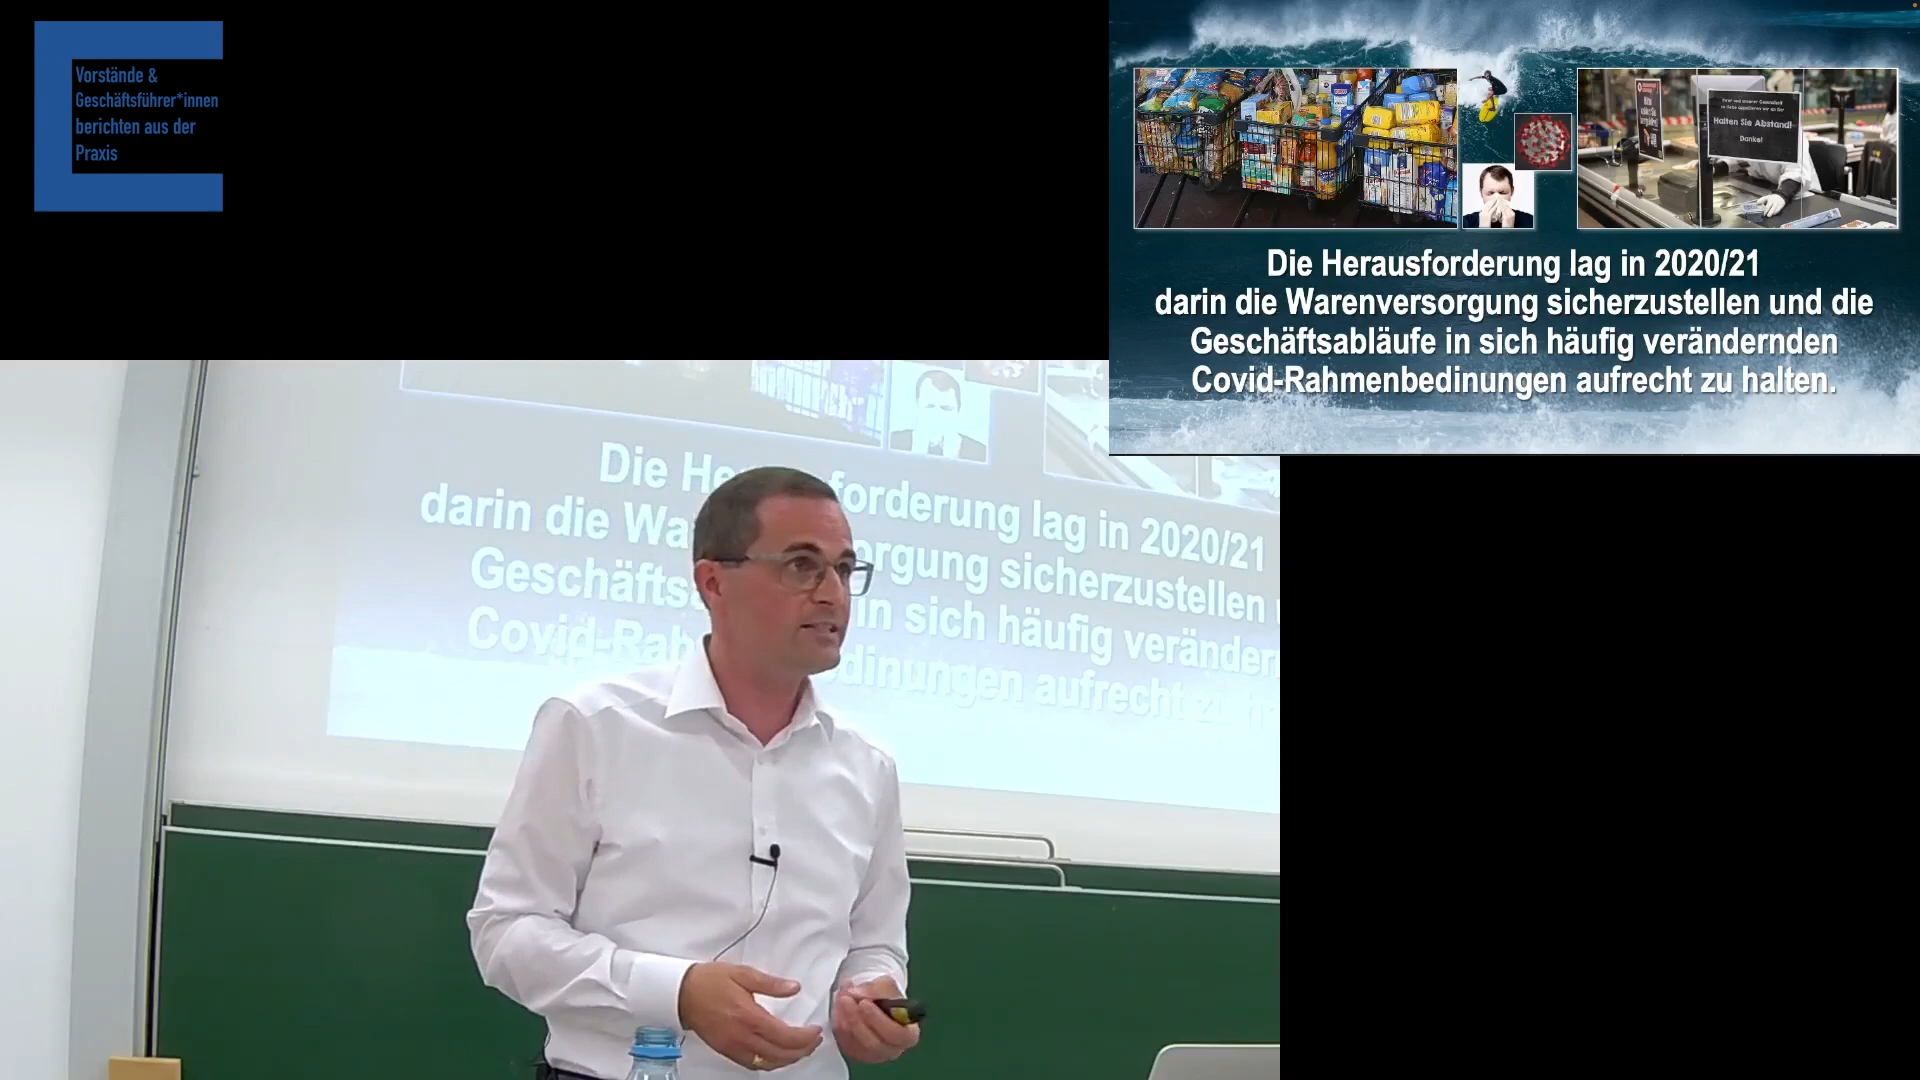 Vorstände &
Geschäftsführer*innen
berichten aus der
Praxis
Halten Sie Abstand!
Danke!
Die Herausforderung lag in 2020/21
darin die Warenversorgung sicherzustellen und die
Geschäftsabläufe in sich häufig verändernden
Covid-Rahmenbedinungen aufrecht zu halten.
Die He forderung lag in 2020/21
darin die Wa orgung sicherzustellen
Geschäfts in sich häufig veränder
Covid-Rah dinungen aufrecht zu ha